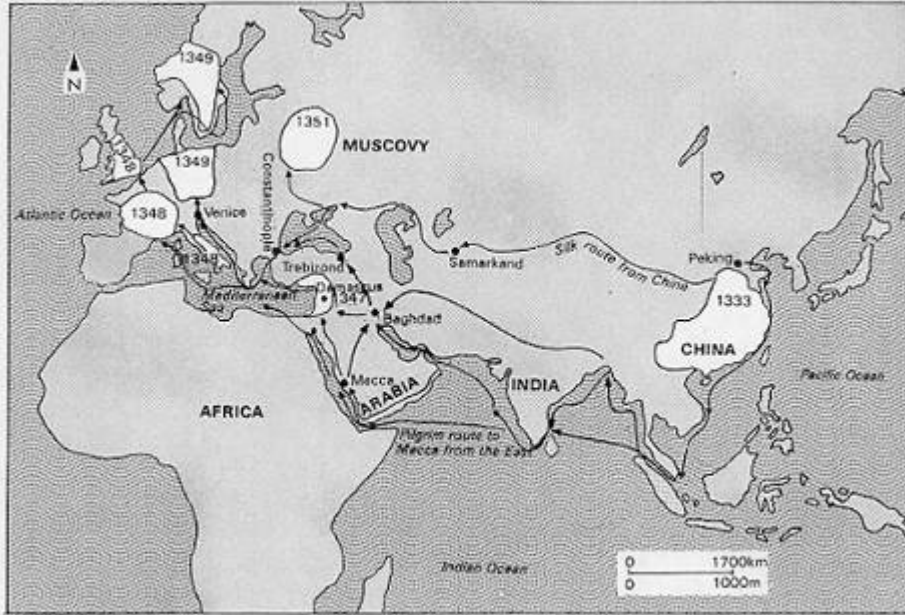 1349
N
1351
MUSCOVY
1348
1349
Constantinople
Atlantic Ocean
1348
Venice
Silk route from China
Samarkand
Peking
1348
Trebizond
Damascus
1347
1333
Mediterranean
Sea
Baghdad
CHINA
Mecca
INDIA
ARABIA
Pacific Ocean
AFRICA
Pilgrim route to
Mecca from the East
0 1700km
0 1000m
Indian Ocean